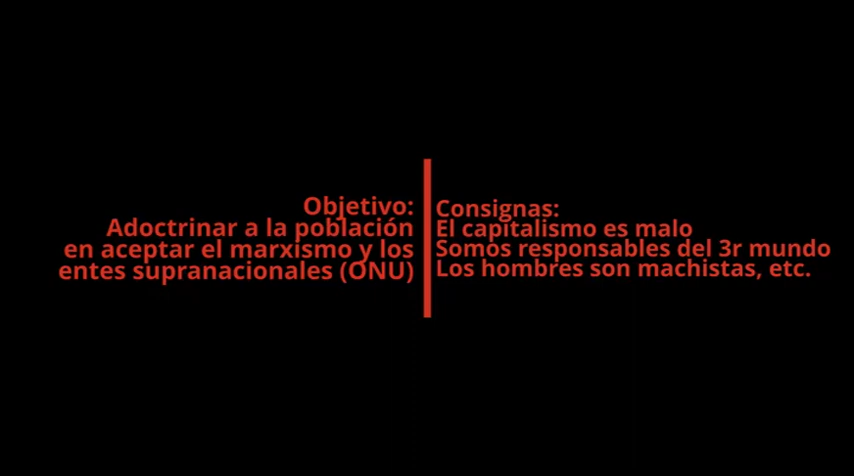 Objetivo:
Adoctrinar a la población
en aceptar el marxismo y los
entes supranacionales (ONU)
Consignas:
El capitalismo es malo
Somos responsables del 3r mundo
Los hombres son machistas, etc.